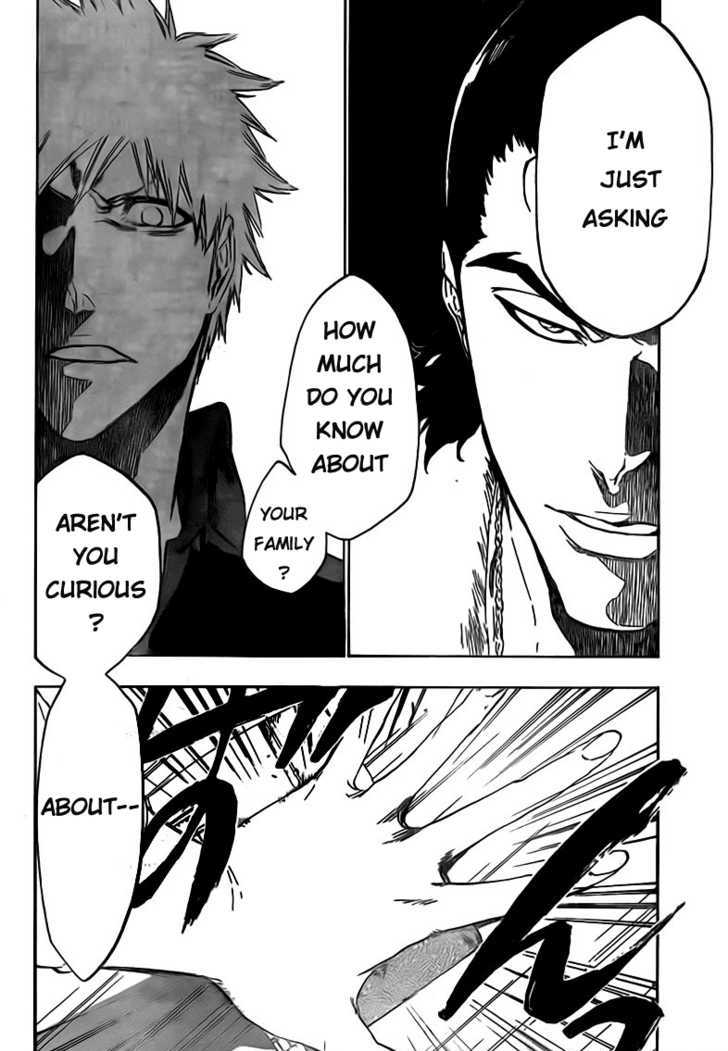 I'M
JUST
ASKING
HOW
MUCH
DO YOU
KNOW
ABOUT
YOUR
FAMILY
?
AREN'T
YOU
CURIOUS
?
ABOUT--